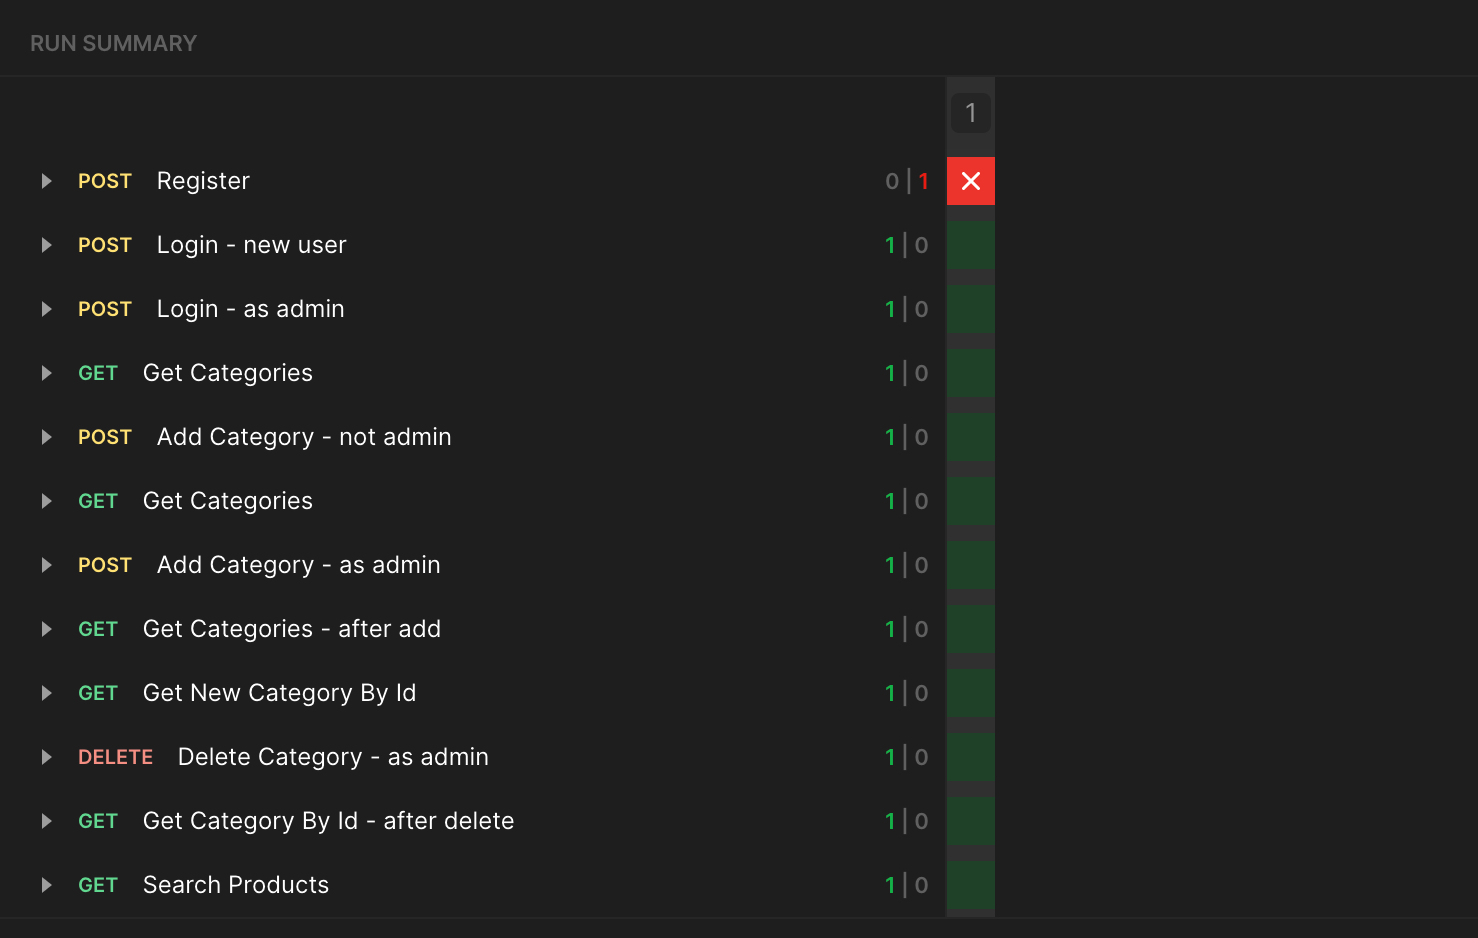 RUN SUMMARY
1
POST Register 0 | 1
POST Login - new user 1 | 0
POST Login - as admin 1 | 0
GET Get Categories 1 | 0
POST Add Category - not admin 1 | 0
GET Get Categories 1 | 0
POST Add Category - as admin 1 | 0
GET Get Categories - after add 1 | 0
GET Get New Category By Id 1 | 0
DELETE Delete Category - as admin 1 | 0
GET Get Category By Id - after delete 1 | 0
GET Search Products 1 | 0